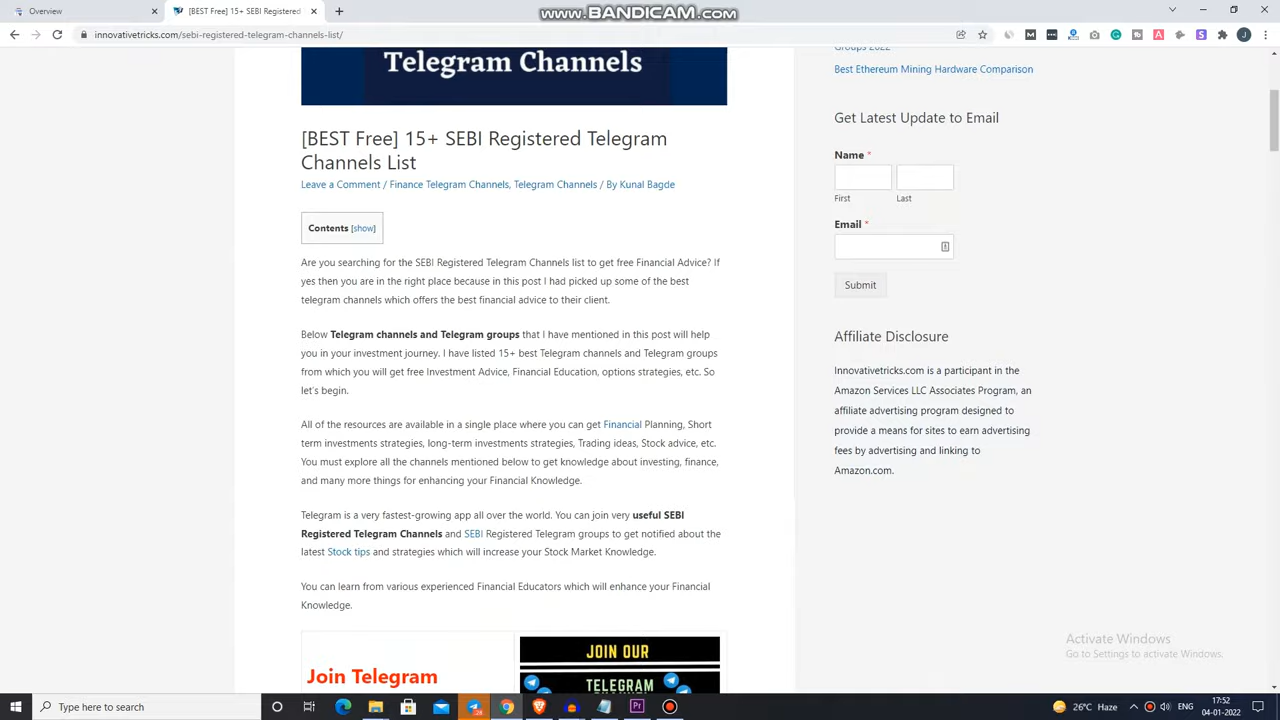 www.BANDICAM.com
Overview
[BEST Free] 15+ SEBI Registered
innovativetricks.com/sebi-registered-telegram-channels-list/
Telegram Channels
[BEST Free] 15+ SEBI Registered Telegram
Channels List
Leave a Comment / Finance Telegram Channels, Telegram Channels / By Kunal Bagde
Contents [show]
Are you searching for the SEBI Registered Telegram Channels list to get free Financial Advice? If
yes then you are in the right place because in this post I had picked up some of the best
telegram channels which offers the best financial advice to their client.
Below Telegram channels and Telegram groups that I have mentioned in this post will help
you in your investment journey. I have listed 15+ best Telegram channels and Telegram groups
from which you will get free Investment Advice, Financial Education, options strategies, etc. So
let's begin.
All of the resources are available in a single place where you can get Financial Planning, Short
term investments strategies, long-term investments strategies, Trading ideas, Stock advice, etc.
You must explore all the channels mentioned below to get knowledge about investing, finance,
and many more things for enhancing your Financial Knowledge.
Telegram is a very fastest-growing app all over the world. You can join very useful SEBI
Registered Telegram Channels and SEBI Registered Telegram groups to get notified about the
latest Stock tips and strategies which will increase your Stock Market Knowledge.
You can learn from various experienced Financial Educators which will enhance your Financial
Knowledge.
Join Telegram
JOIN OUR
TELEGRAM
Groups 2022
Best Ethereum Mining Hardware Comparison
Get Latest Update to Email
Name *
First
Last
Email *
Submit
Affiliate Disclosure
Innovativetricks.com is a participant in the
Amazon Services LLC Associates Program, an
affiliate advertising program designed to
provide a means for sites to earn advertising
fees by advertising and linking to
Amazon.com.
Activate Windows
Go to Settings to activate Windows.
Type here to search
26°C Haze
ENG
17:52
04-01-2022